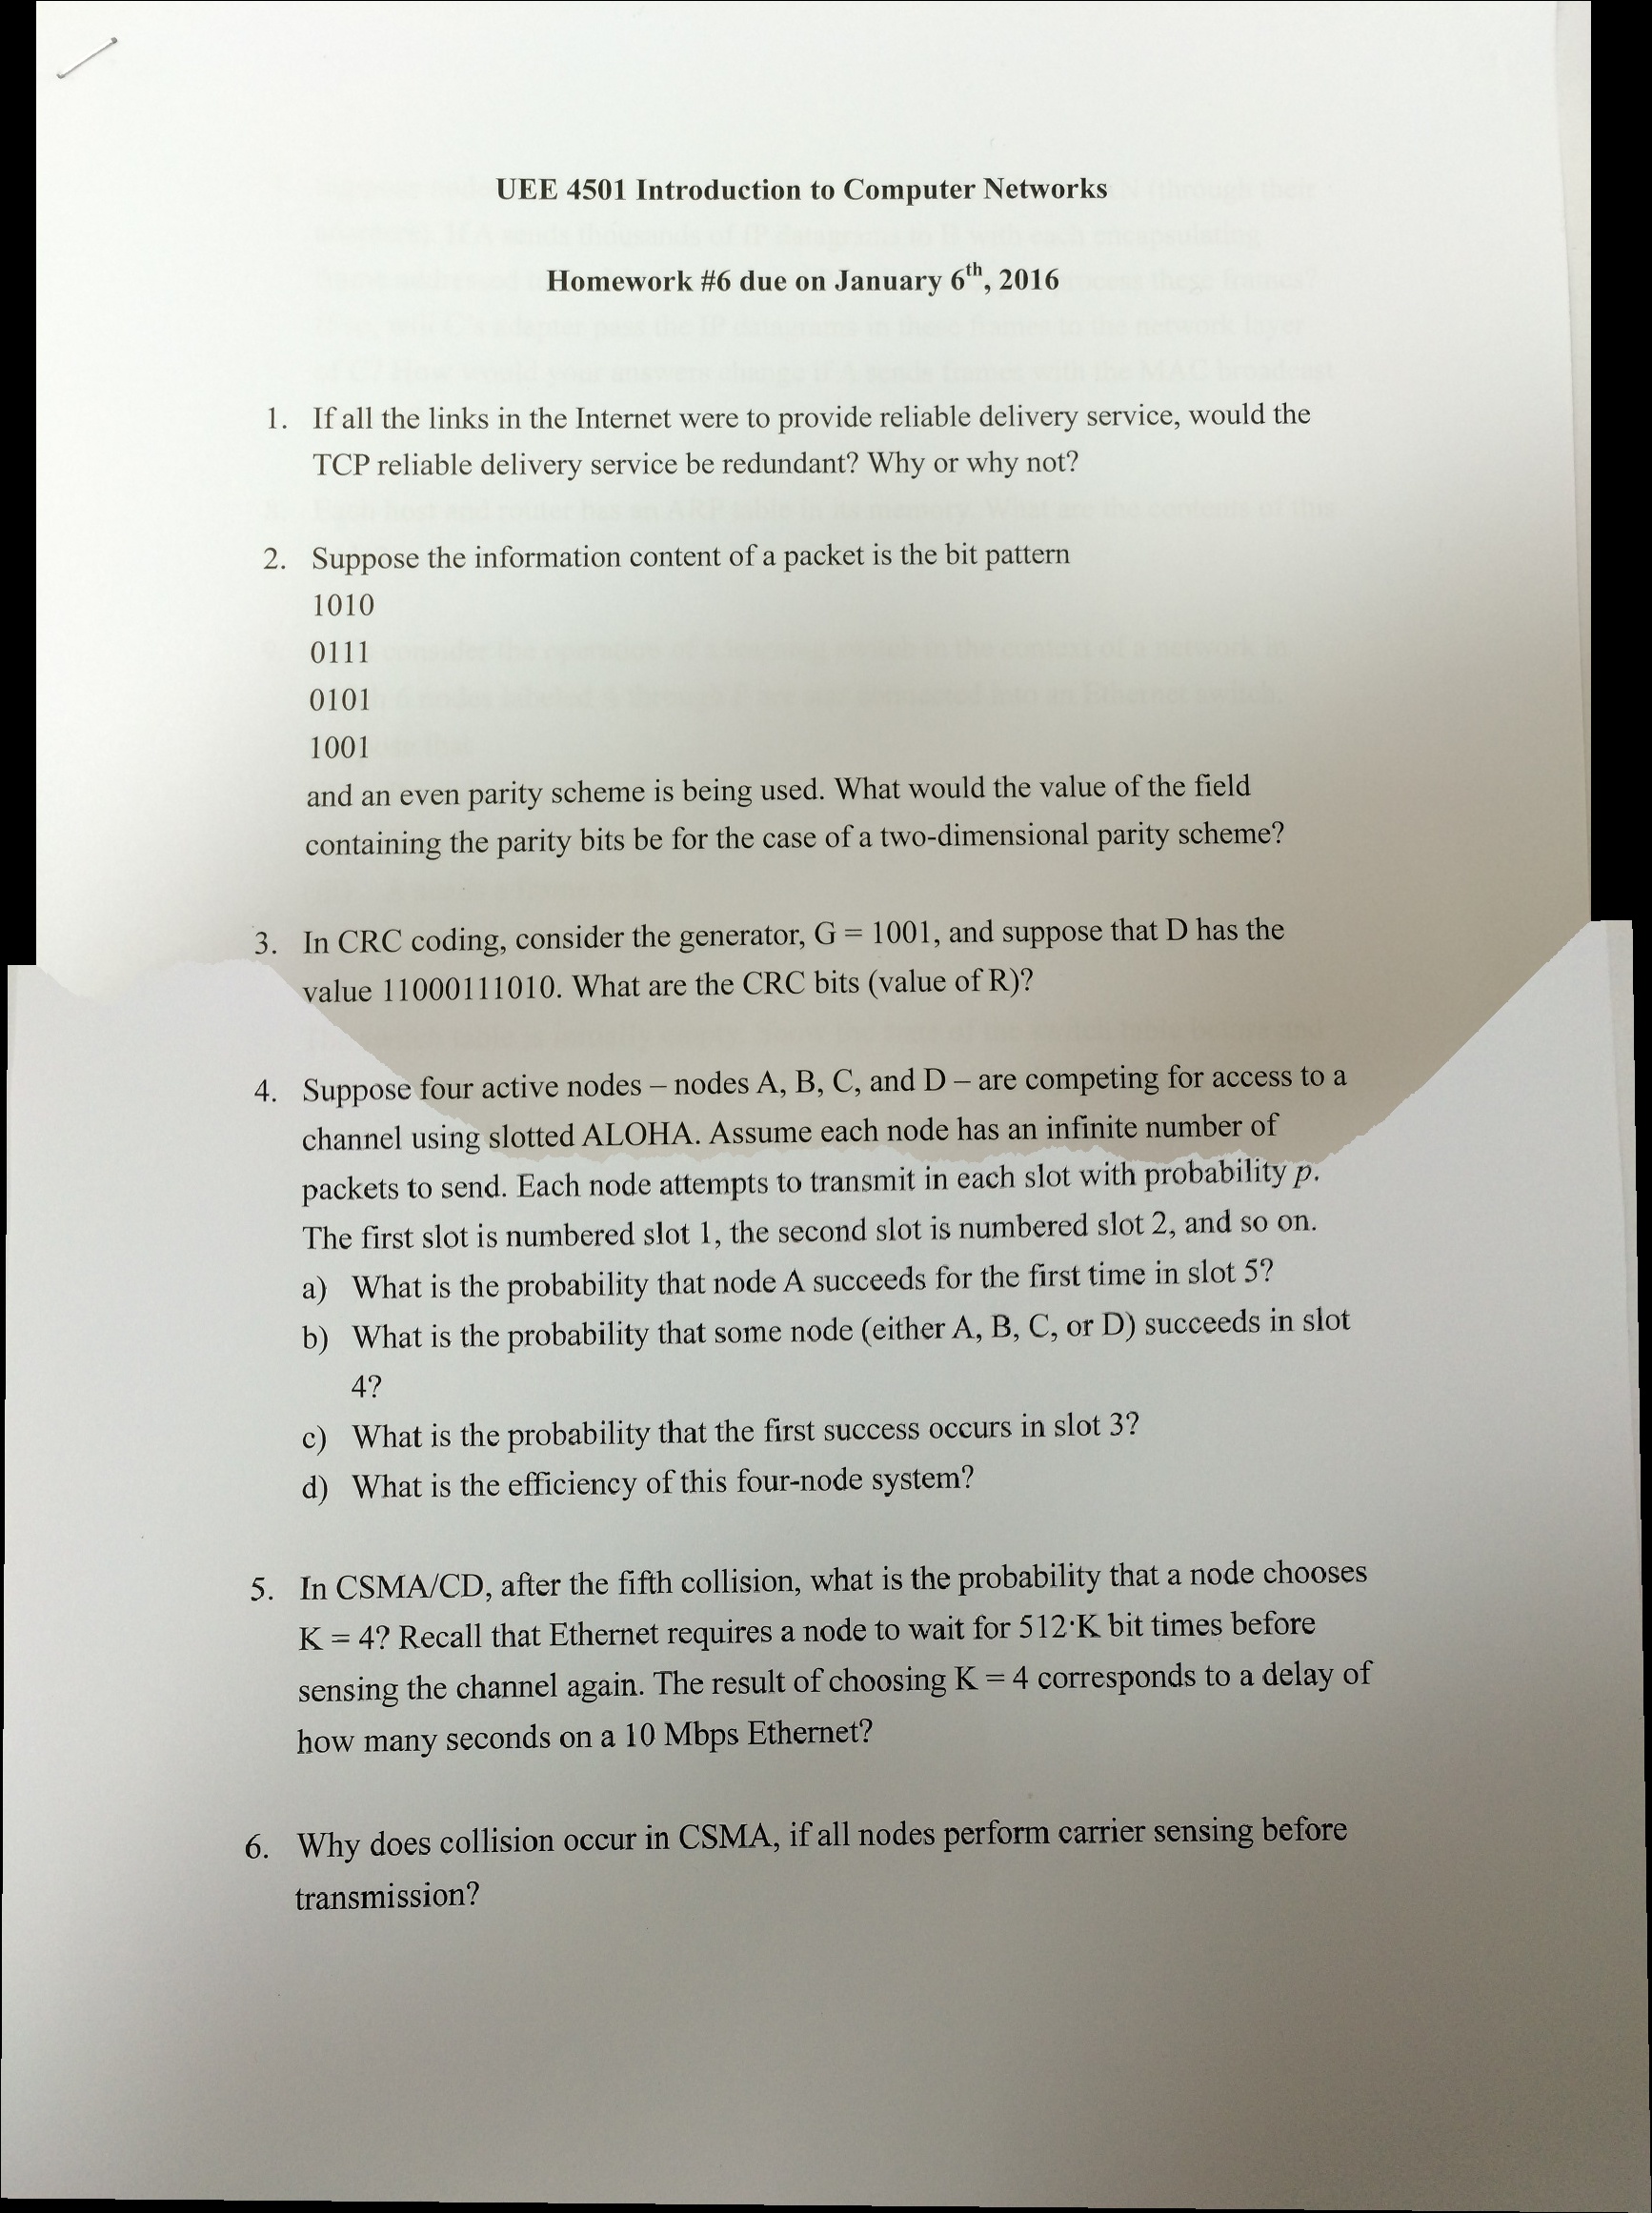 UEE 4501 Introduction to Computer Networks
Homework #6 due on January 6th, 2016
1. If all the links in the Internet were to provide reliable delivery service, would the
TCP reliable delivery service be redundant? Why or why not?
2. Suppose the information content of a packet is the bit pattern
1010
0111
0101
1001
and an even parity scheme is being used. What would the value of the field
containing the parity bits be for the case of a two-dimensional parity scheme?
3. In CRC coding, consider the generator, G = 1001, and suppose that D has the
value 11000111010. What are the CRC bits (value of R)?
4. Suppose four active nodes – nodes A, B, C, and D – are competing for access to a
channel using slotted ALOHA. Assume each node has an infinite number of
packets to send. Each node attempts to transmit in each slot with probability p.
The first slot is numbered slot 1, the second slot is numbered slot 2, and so on.
a) What is the probability that node A succeeds for the first time in slot 5?
b) What is the probability that some node (either A, B, C, or D) succeeds in slot
4?
c) What is the probability that the first success occurs in slot 3?
d) What is the efficiency of this four-node system?
5. In CSMA/CD, after the fifth collision, what is the probability that a node chooses
K = 4? Recall that Ethernet requires a node to wait for 512·K bit times before
sensing the channel again. The result of choosing K = 4 corresponds to a delay of
how many seconds on a 10 Mbps Ethernet?
6. Why does collision occur in CSMA, if all nodes perform carrier sensing before
transmission?